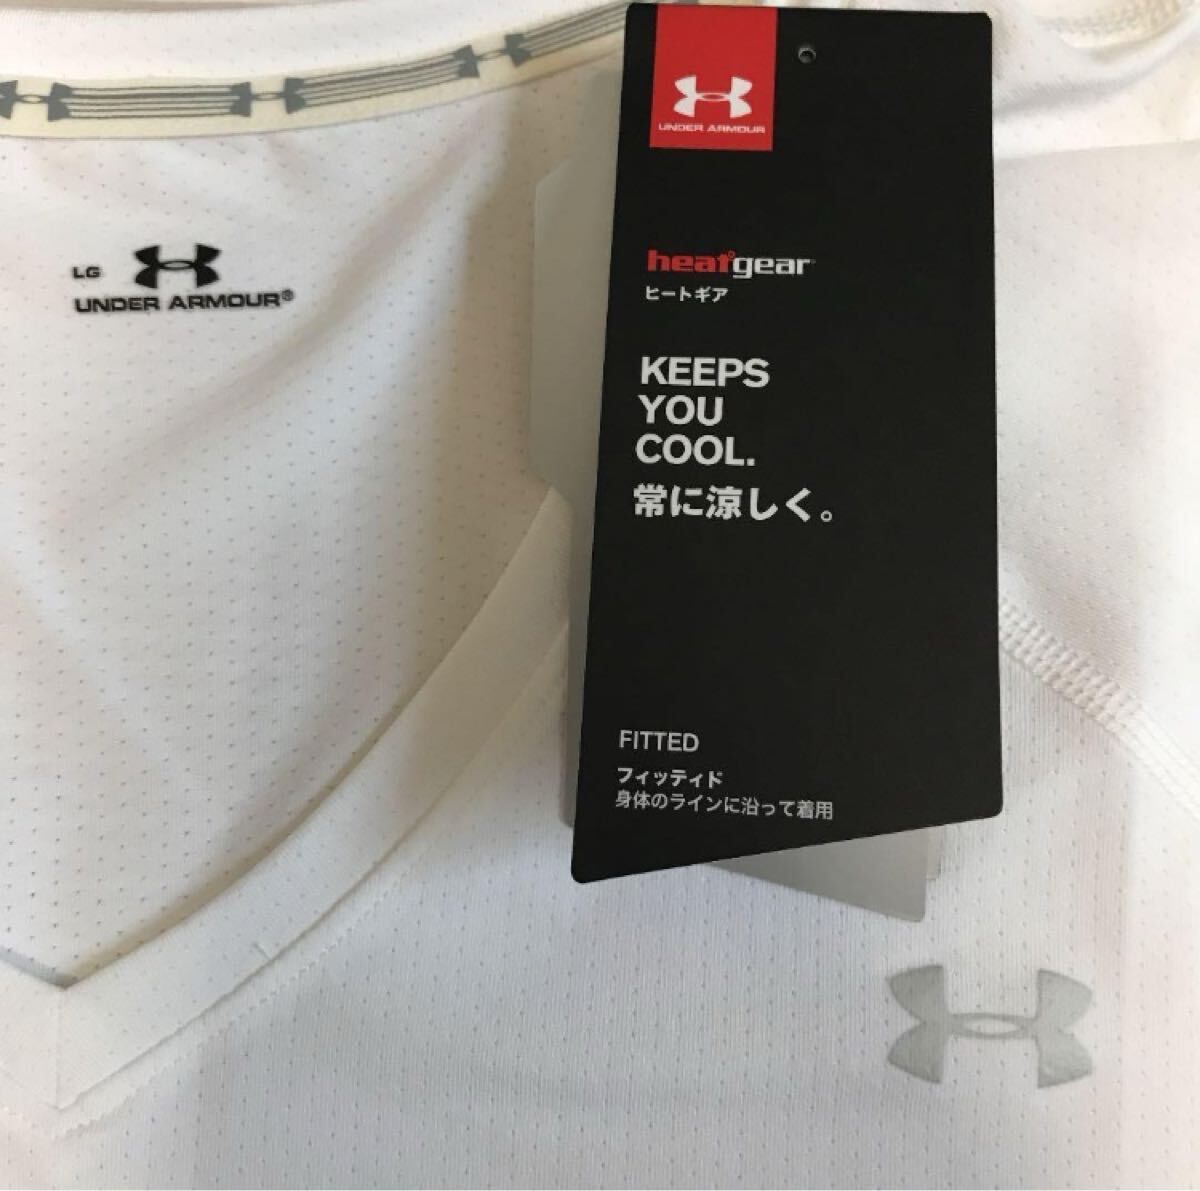 LG
UNDER ARMOUR®
UNDER ARMOUR
heatgear
ヒートギア
KEEPS
YOU
COOL.
常に涼しく。
FITTED
フィッティド
身体のラインに沿って着用